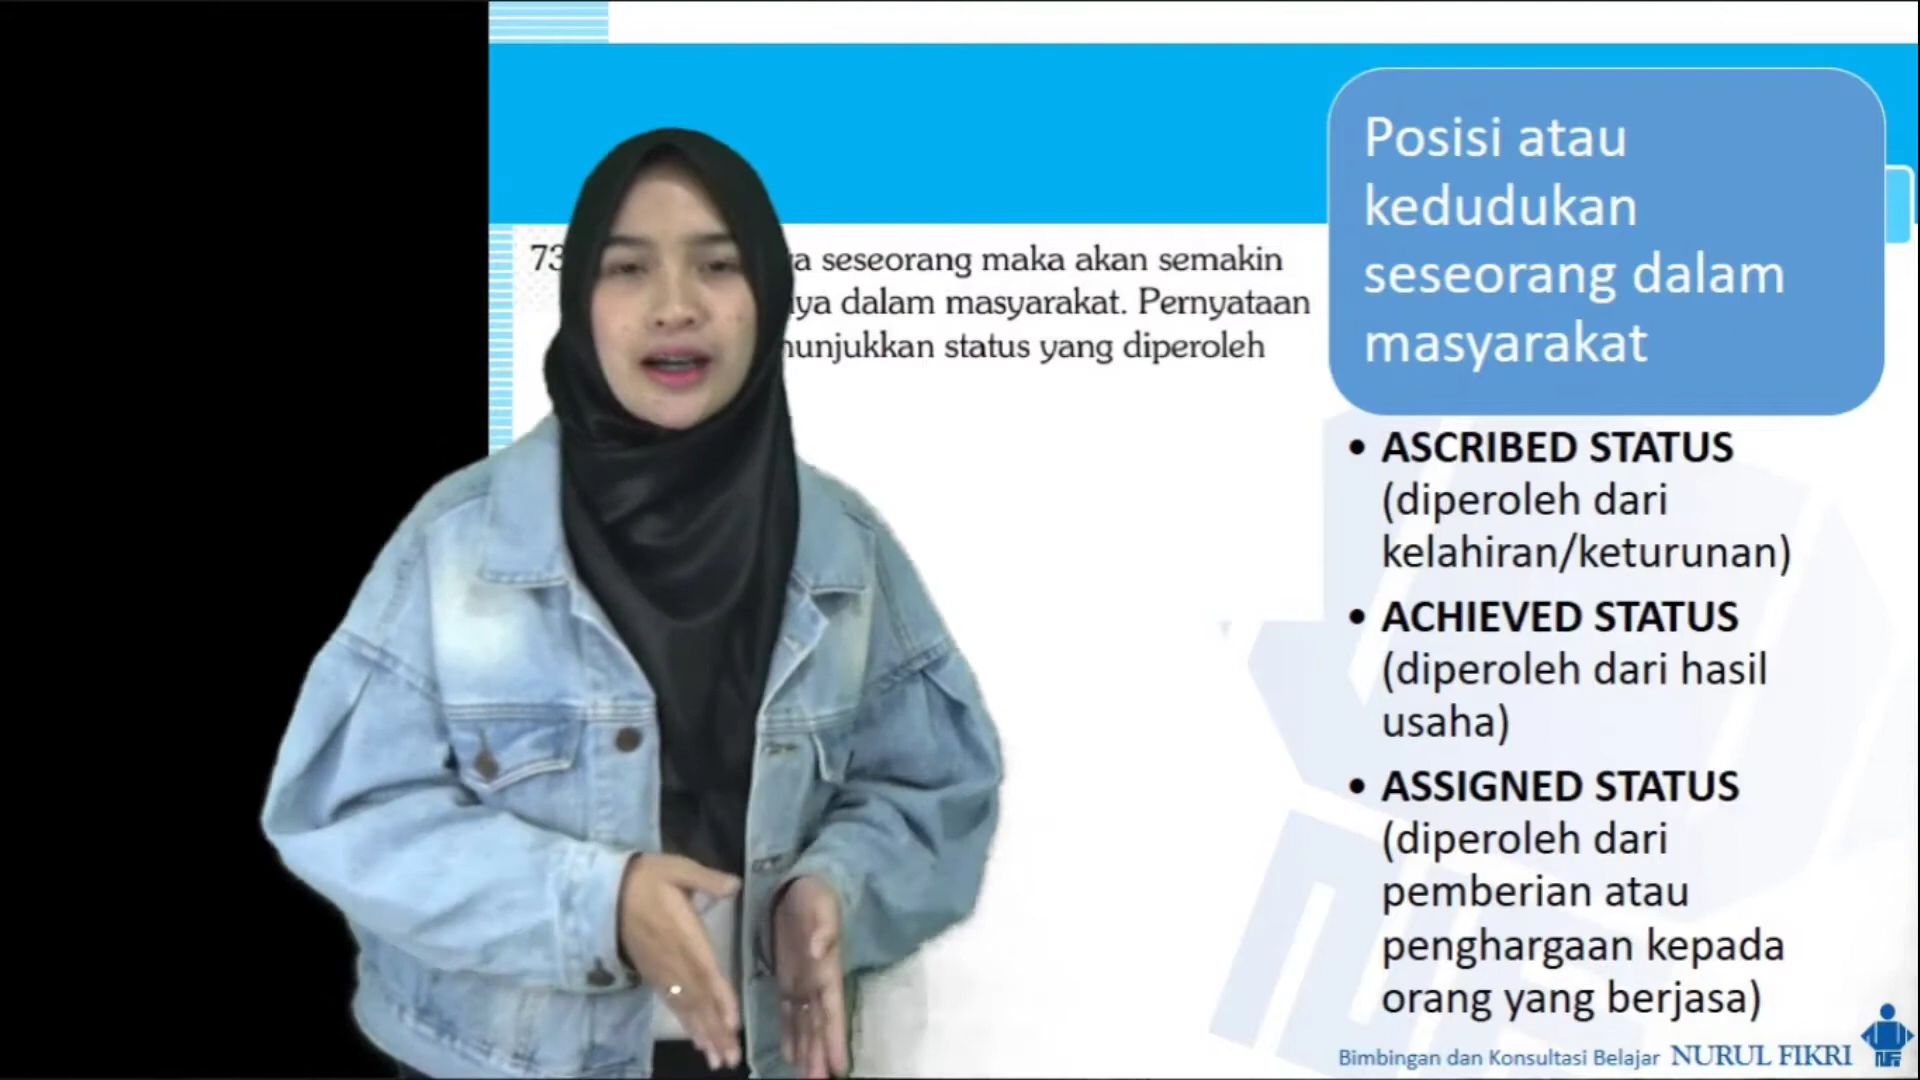 73
seseorang maka akan semakin
dalam masyarakat. Pernyataan
status yang diperoleh
Posisi atau
kedudukan
seseorang dalam
masyarakat
• ASCRIBED STATUS
(diperoleh dari
kelahiran/keturunan)
• ACHIEVED STATUS
(diperoleh dari hasil
usaha)
• ASSIGNED STATUS
(diperoleh dari
pemberian atau
penghargaan kepada
orang yang berjasa)
Bimbingan dan Konsultasi Belajar NURUL FIKRI
NF